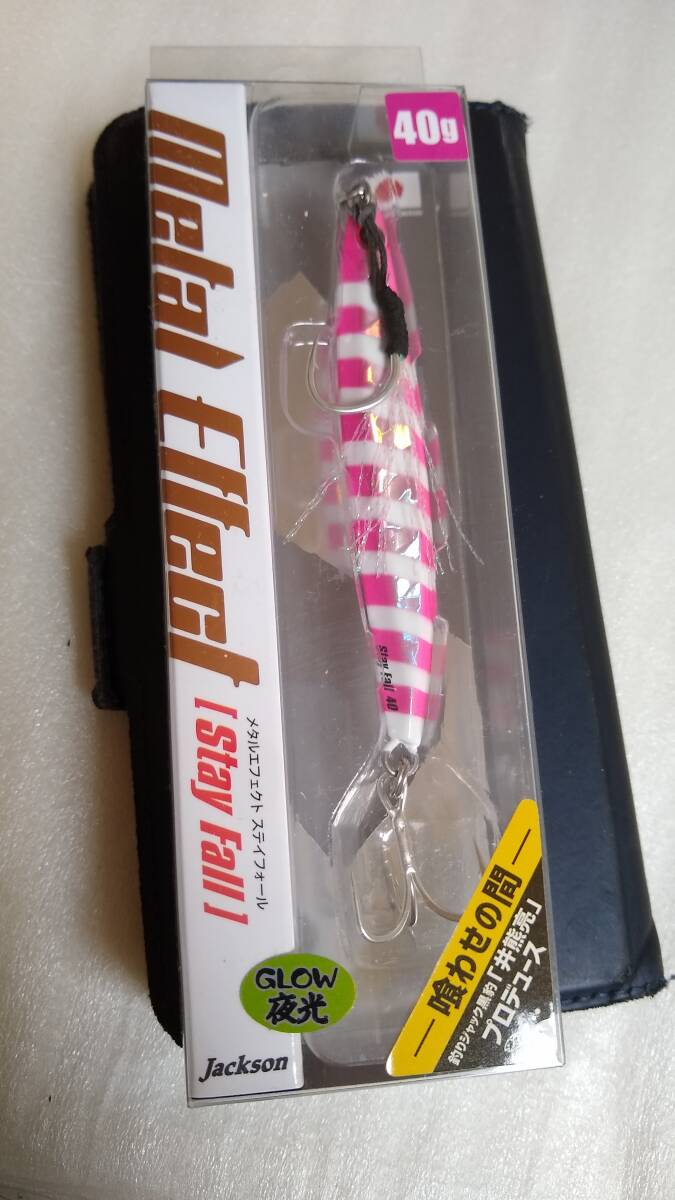 40g
Metal Effect
[Stay Fall]
メタルエフェクト ステイフォール
Stay Fall 40
GLOW
夜光
Jackson
喰わせの間
釣りジャック黒豹「井熊亮」
プロデュース